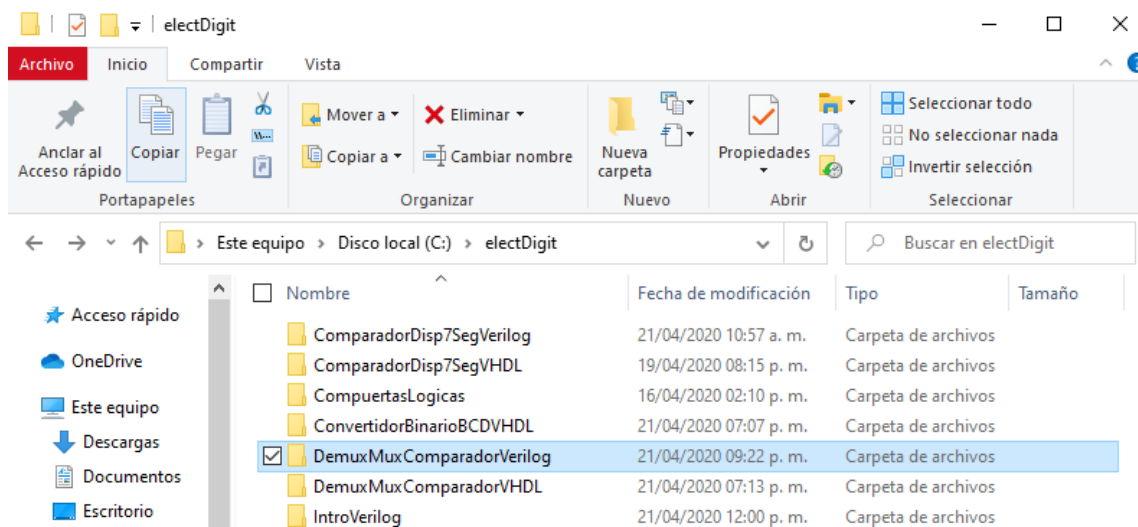 electDigit
Archivo Inicio Compartir Vista
Anclar al Acceso rápido
Copiar
Pegar
Mover a
Copiar a
Eliminar
Cambiar nombre
Nueva carpeta
Propiedades
Seleccionar todo
No seleccionar nada
Invertir selección
Portapapeles Organizar Nuevo Abrir Seleccionar
Este equipo > Disco local (C:) > electDigit
Buscar en electDigit
Nombre Fecha de modificación Tipo Tamaño
Acceso rápido
OneDrive
Este equipo
Descargas
Documentos
Escritorio
ComparadorDisp7SegVerilog 21/04/2020 10:57 a. m. Carpeta de archivos
ComparadorDisp7SegVHDL 19/04/2020 08:15 p. m. Carpeta de archivos
CompuertasLogicas 16/04/2020 02:10 p. m. Carpeta de archivos
ConvertidorBinarioBCDVHDL 21/04/2020 07:07 p. m. Carpeta de archivos
DemuxMuxComparadorVerilog 21/04/2020 09:22 p. m. Carpeta de archivos
DemuxMuxComparadorVHDL 21/04/2020 07:13 p. m. Carpeta de archivos
IntroVerilog 21/04/2020 12:00 p. m. Carpeta de archivos